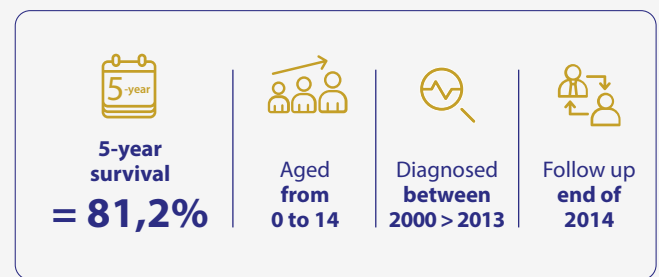 5-year
5-year
survival
= 81,2%
Aged
from
0 to 14
Diagnosed
between
2000 > 2013
Follow up
end of
2014